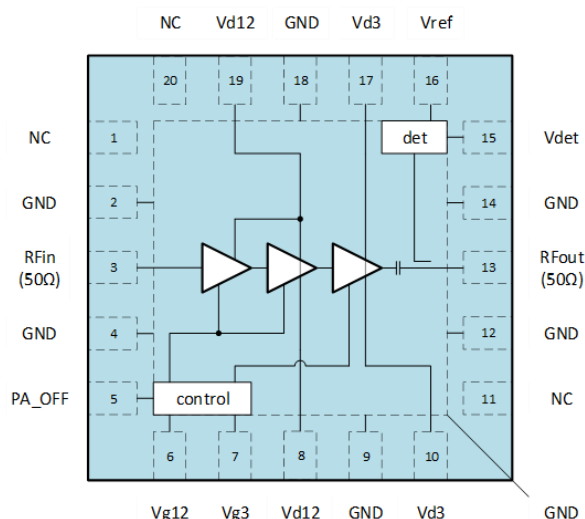 NC Vd12 GND Vd3 Vref
20 19 18 17 16
NC 1 det 15 Vdet
GND 2 14 GND
RFin 3 13 RFout
(50Ω) (50Ω)
GND 4 12 GND
PA_OFF 5 control 11 NC
6 7 8 9 10
Vg12 Vg3 Vd12 GND Vd3 GND